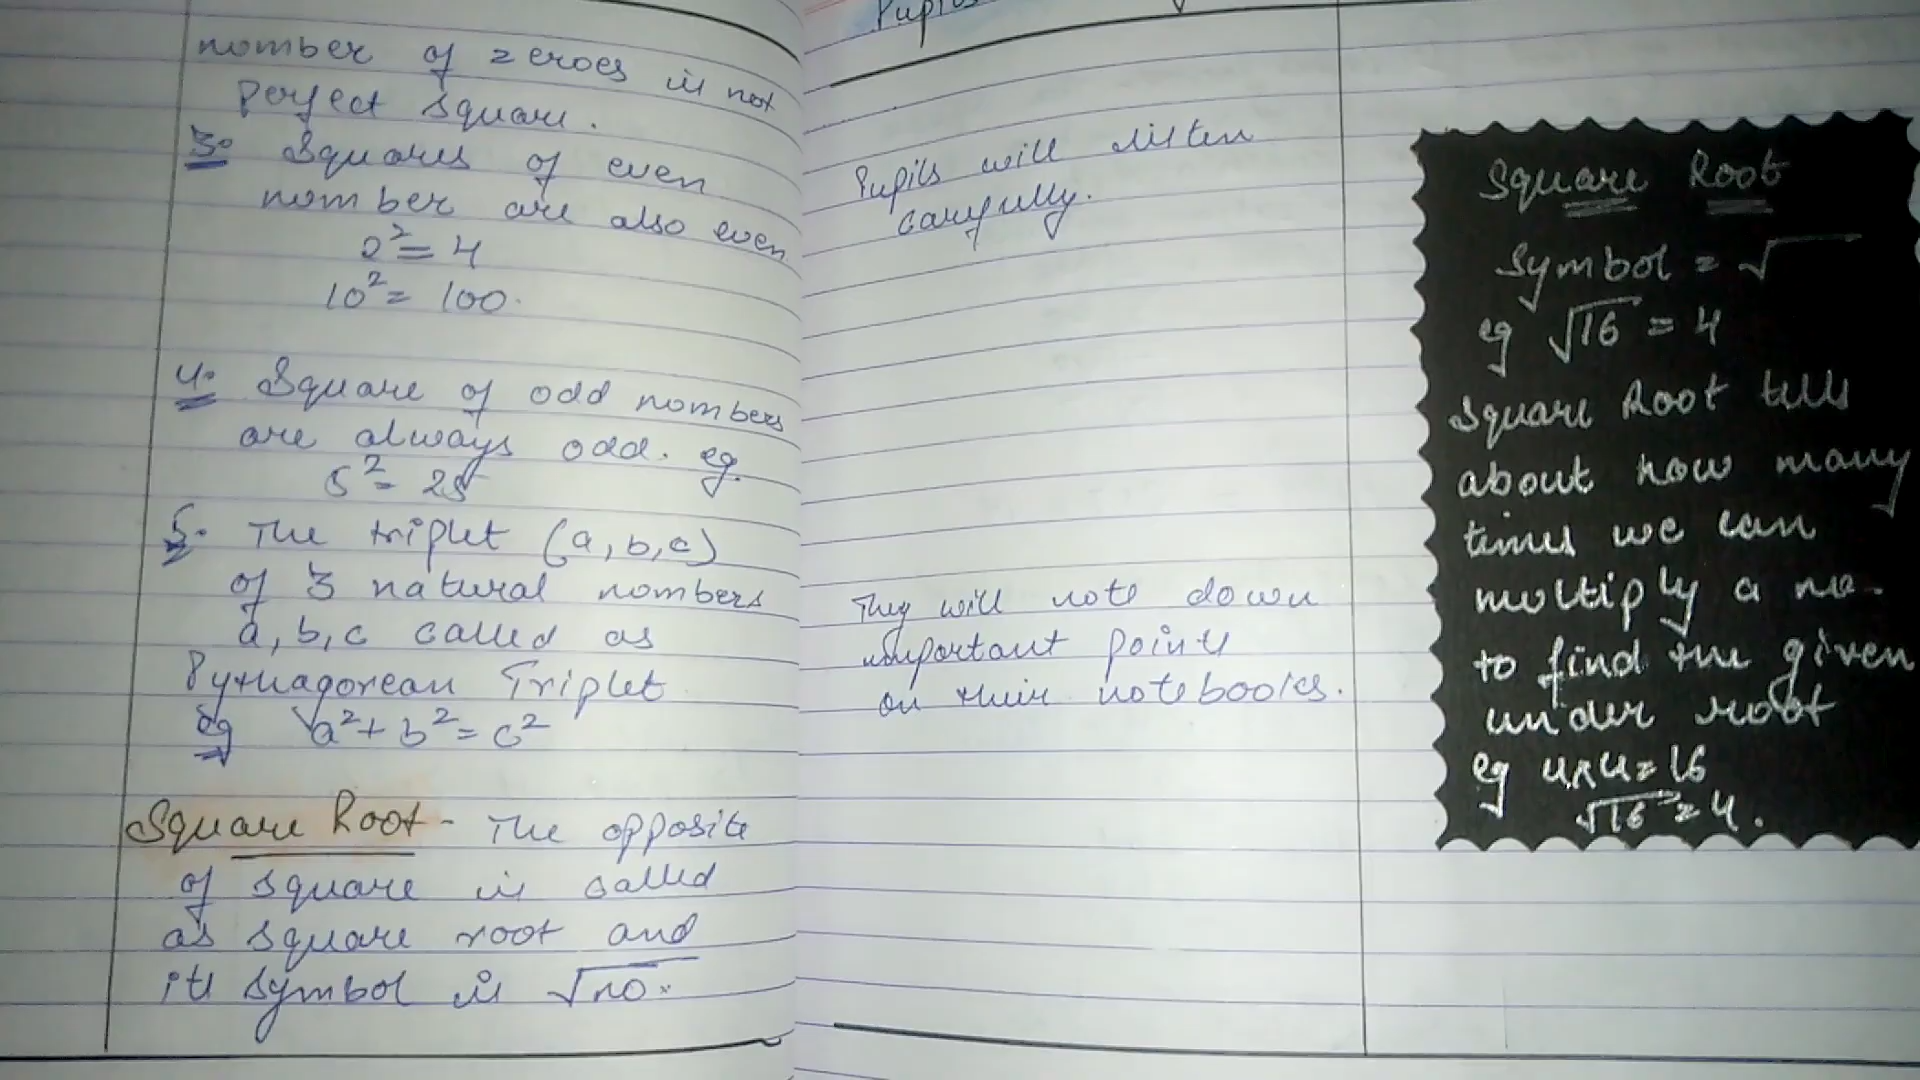 number of zeroes is not
perfect square.
3. Squares of even
number are also even
2² = 4
10² = 100.
4. Square of odd numbers
are always odd. eg.
5² = 25
5. The triplet (a, b, c)
of 3 natural numbers
a, b, c called as
Pythagorean Triplet
eg a² + b² = c²
Square Root - The opposite
of square is called
as square root and
its symbol is √no.
Pupils
Pupils will listen
carefully.
They will note down
important points
on their notebooks.
Square Root
Symbol = √
eg √16 = 4
Square Root tells
about how many
times we can
multiply a no.
to find the given
under root
eg 4×4=16
√16 = 4.